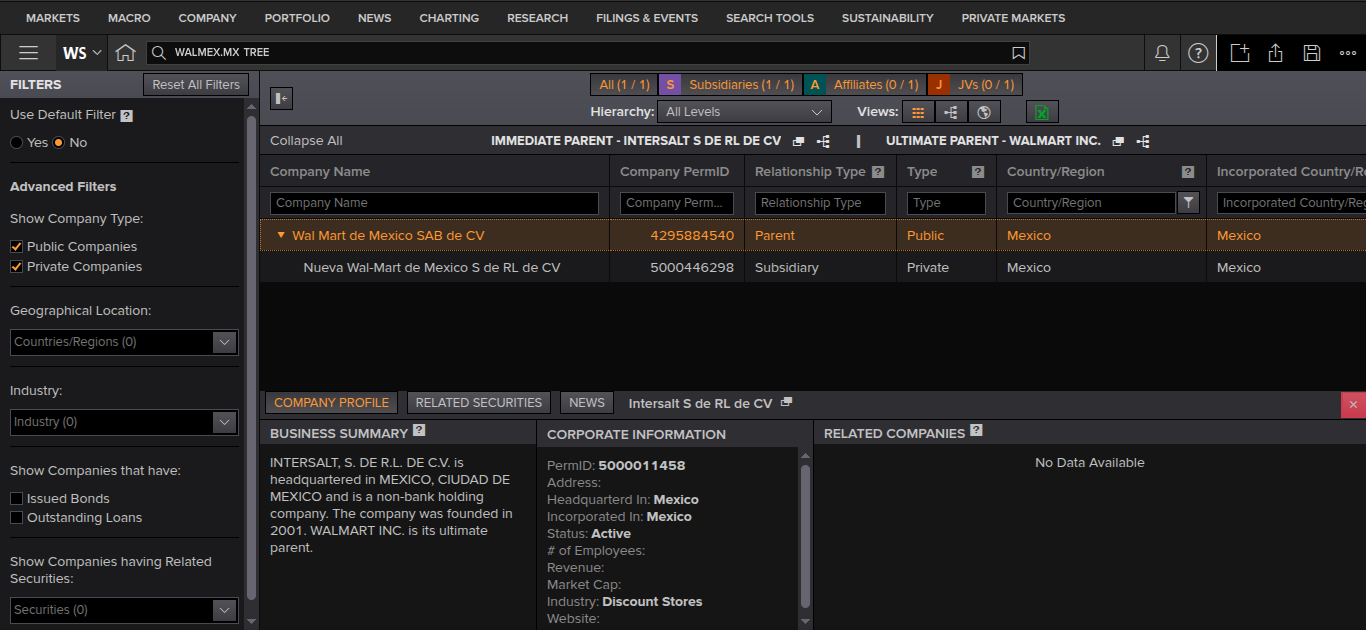 MARKETS MACRO COMPANY PORTFOLIO NEWS CHARTING RESEARCH FILINGS & EVENTS SEARCH TOOLS SUSTAINABILITY PRIVATE MARKETS
WS WALMEX.MX TREE ?
FILTERS Reset All Filters
All (1 / 1) S Subsidiaries (1 / 1) A Affiliates (0 / 1) J JVs (0 / 1)
Hierarchy: All Levels Views:
Use Default Filter ?
Yes No
Collapse All IMMEDIATE PARENT - INTERSALT S DE RL DE CV | ULTIMATE PARENT - WALMART INC.
Company Name Company PermID Relationship Type ? Type ? Country/Region ? Incorporated Country/Re
Company Name Company Perm... Relationship Type Type Country/Region Incorporated Country/Reg
Wal Mart de Mexico SAB de CV 4295884540 Parent Public Mexico Mexico
Nueva Wal-Mart de Mexico S de RL de CV 5000446298 Subsidiary Private Mexico Mexico
Advanced Filters
Show Company Type:
Public Companies
Private Companies
Geographical Location:
Countries/Regions (0)
Industry:
Industry (0)
Show Companies that have:
Issued Bonds
Outstanding Loans
Show Companies having Related
Securities:
Securities (0)
COMPANY PROFILE RELATED SECURITIES NEWS Intersalt S de RL de CV
BUSINESS SUMMARY ?
INTERSALT, S. DE R.L. DE C.V. is
headquartered in MEXICO, CIUDAD DE
MEXICO and is a non-bank holding
company. The company was founded in
2001. WALMART INC. is its ultimate
parent.
CORPORATE INFORMATION
PermID: 5000011458
Address:
Headquarterd In: Mexico
Incorporated In: Mexico
Status: Active
# of Employees:
Revenue:
Market Cap:
Industry: Discount Stores
Website:
RELATED COMPANIES ?
No Data Available